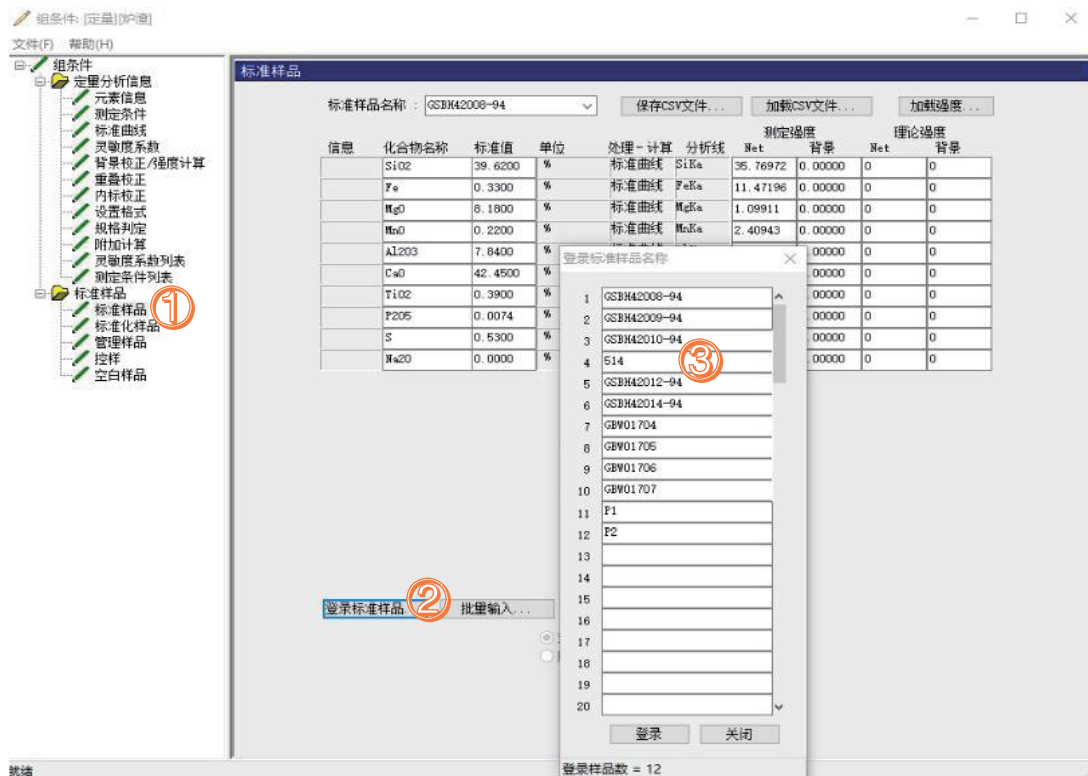 组条件: [定量][炉渣]
文件(F) 帮助(H)
组条件
定量分析信息
元素信息
测定条件
标准曲线
灵敏度系数
背景校正/强度计算
重叠校正
内标校正
设置格式
规格判定
附加计算
灵敏度系数列表
测定条件列表
标准样品
标准样品
标准化样品
管理样品
控样
空白样品
①
标准样品
标准样品名称 : GSBH42008-94 保存CSV文件... 加载CSV文件... 加载强度...
测定强度 理论强度
信息 化合物名称 标准值 单位 处理-计算 分析线 Net 背景 Net 背景
SiO2 39.6200 % 标准曲线 SiKa 35.76972 0.00000 0 0
Fe 0.3300 % 标准曲线 FeKa 11.47196 0.00000 0 0
MgO 8.1800 % 标准曲线 MgKa 1.09911 0.00000 0 0
MnO 0.2200 % 标准曲线 MnKa 2.40943 0.00000 0 0
Al2O3 7.8400 % .00000 0 0
CaO 42.4500 % .00000 0 0
TiO2 0.3900 % .00000 0 0
P2O5 0.0074 % .00000 0 0
S 0.5300 % .00000 0 0
Na2O 0.0000 % .00000 0 0
登录标准样品 ② 批量输入...
登录标准样品名称
1 GSBH42008-94
2 GSBH42009-94
3 GSBH42010-94
4 514
③
5 GSBH42012-94
6 GSBH42014-94
7 GBW01704
8 GBW01705
9 GBW01706
10 GBW01707
11 P1
12 P2
13
14
15
16
17
18
19
20
登录 关闭
登录样品数 = 12
就绪